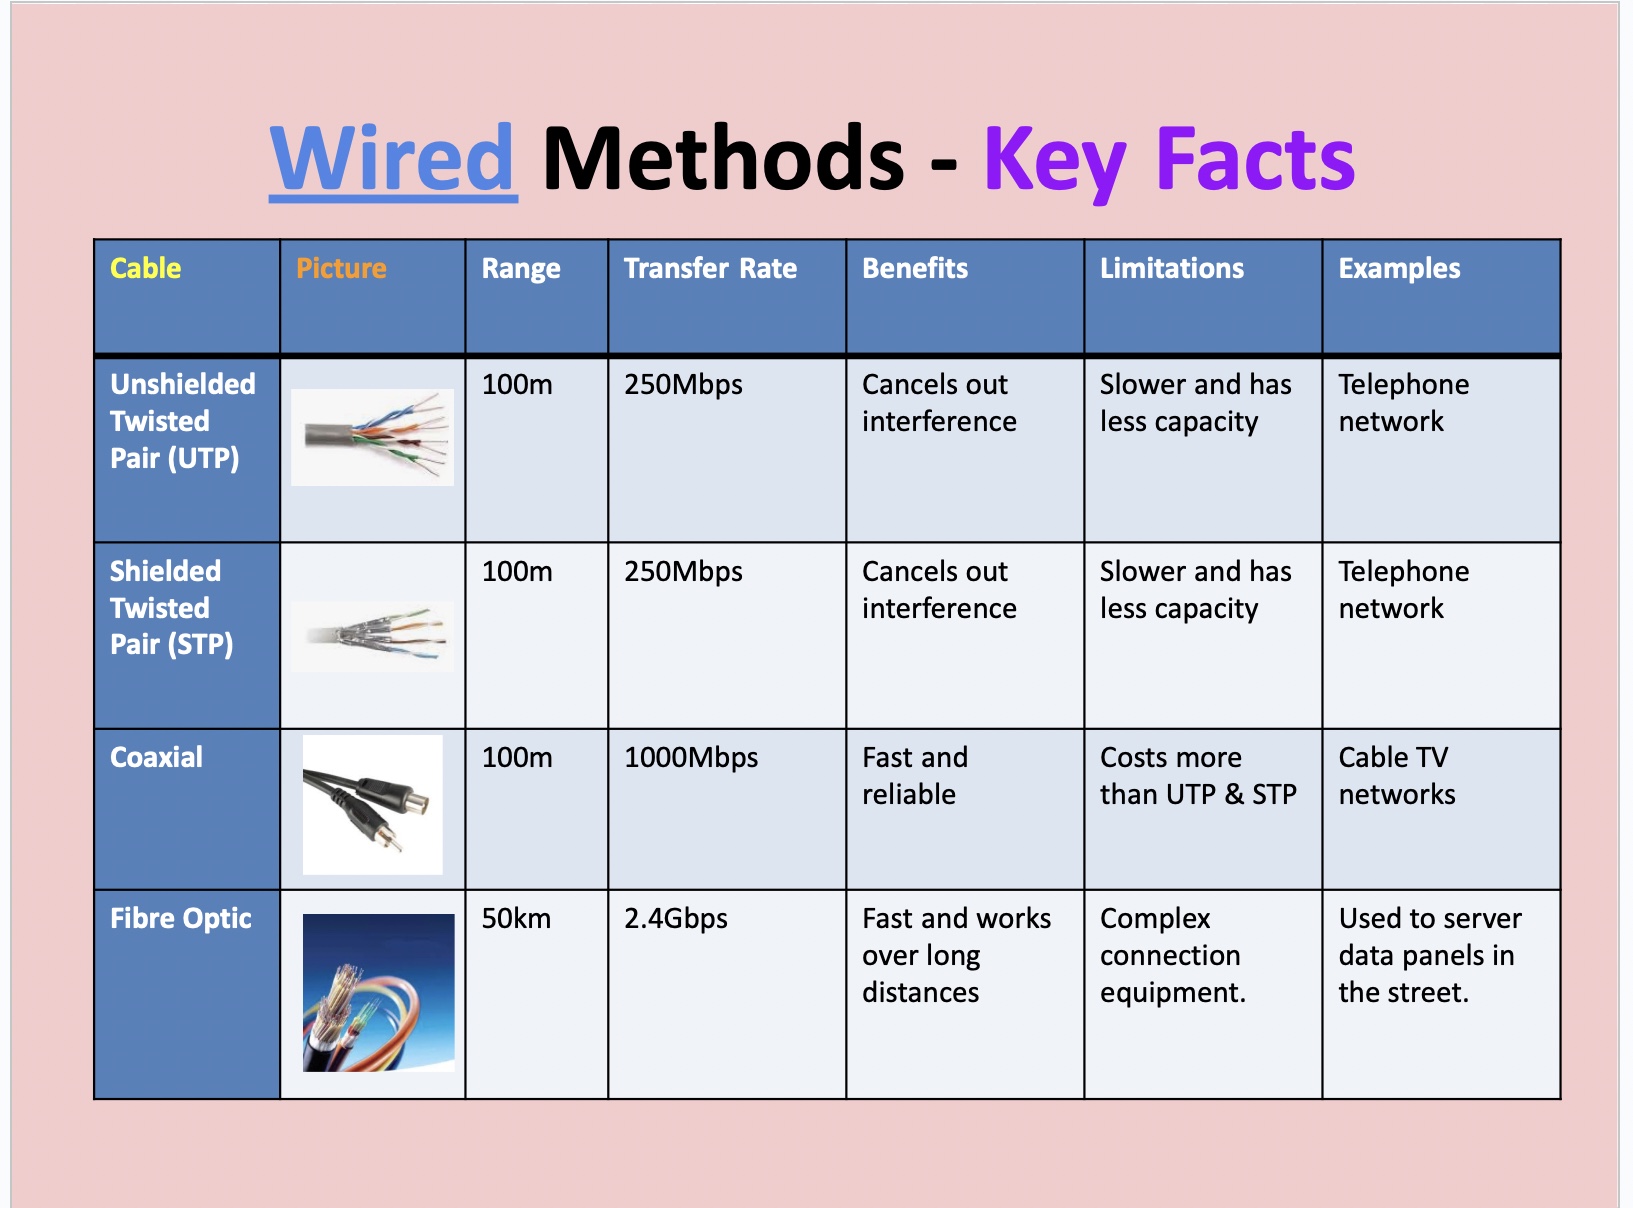 Wired Methods - Key Facts
Cable Picture Range Transfer Rate Benefits Limitations Examples
Unshielded
Twisted
Pair (UTP)
100m
250Mbps
Cancels out
interference
Slower and has
less capacity
Telephone
network
Shielded
Twisted
Pair (STP)
100m
250Mbps
Cancels out
interference
Slower and has
less capacity
Telephone
network
Coaxial
100m
1000Mbps
Fast and
reliable
Costs more
than UTP & STP
Cable TV
networks
Fibre Optic
50km
2.4Gbps
Fast and works
over long
distances
Complex
connection
equipment.
Used to server
data panels in
the street.